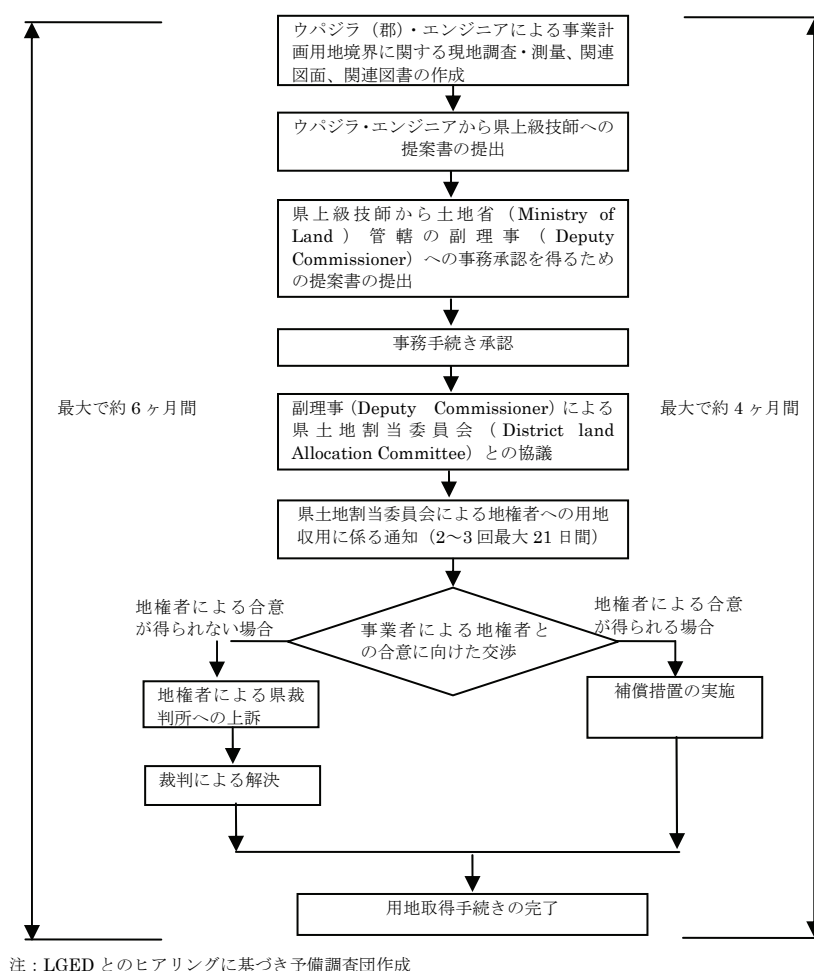 ウパジラ（郡）・エンジニアによる事業計
画用地境界に関する現地調査・測量、関連
図面、関連図書の作成
ウパジラ・エンジニアから県上級技師への
提案書の提出
県上級技師から土地省（Ministry of
Land）管轄の副理事（Deputy
Commissioner）への事務承認を得るため
の提案書の提出
事務手続き承認
最大で約 6 ヶ月間
最大で約 4 ヶ月間
副理事（Deputy Commissioner）による
県土地割当委員会（District land
Allocation Committee）との協議
県土地割当委員会による地権者への用地
収用に係る通知（2～3 回最大 21 日間）
地権者による合意
が得られない場合
事業者による地権者と
の合意に向けた交渉
地権者による合意
が得られる場合
地権者による県裁
判所への上訴
補償措置の実施
裁判による解決
用地取得手続きの完了
注：LGED とのヒアリングに基づき予備調査団作成